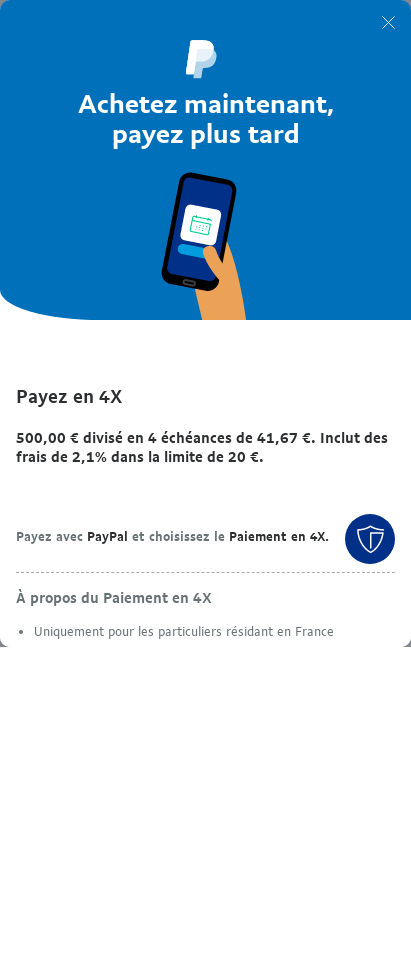 Achetez maintenant,
payez plus tard
Payez en 4X
500,00 € divisé en 4 échéances de 41,67 €. Inclut des
frais de 2,1% dans la limite de 20 €.
Payez avec PayPal et choisissez le Paiement en 4X.
À propos du Paiement en 4X
• Uniquement pour les particuliers résidant en France